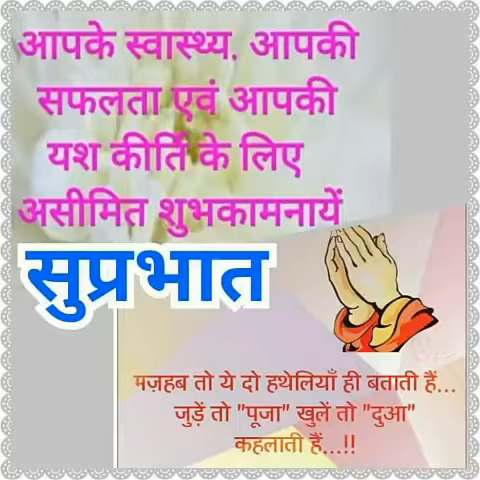 आपके स्वास्थ्य, आपकी
सफलता एवं आपकी
यश कीर्ति के लिए
असीमित शुभकामनायें
सुप्रभात
मज़हब तो ये दो हथेलियाँ ही बताती हैं...
जुड़ें तो "पूजा" खुलें तो "दुआ"
कहलाती हैं...!!